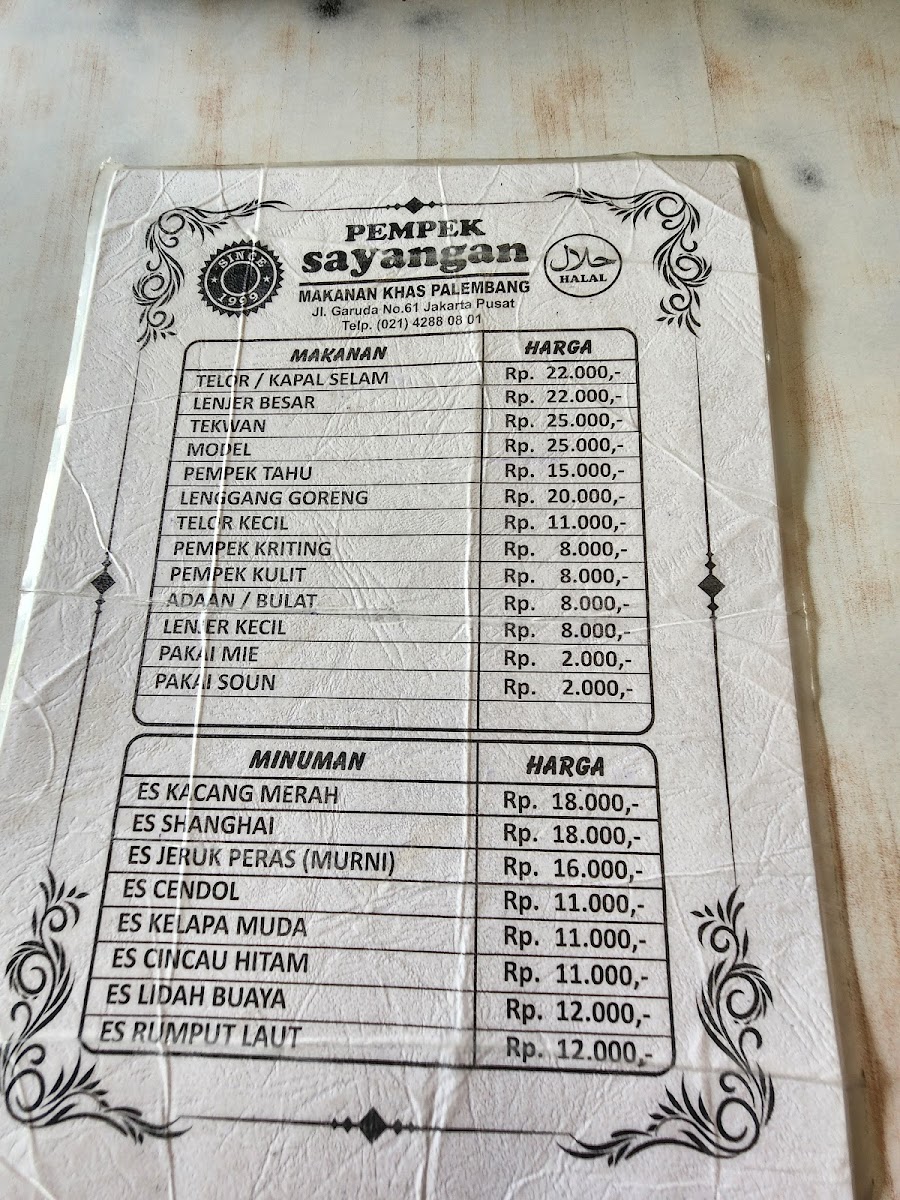 PEMPEK
sayangan
SINCE
1999
حلال
HALAL
MAKANAN KHAS PALEMBANG
Jl. Garuda No.61 Jakarta Pusat
Telp. (021) 4288 08 01
MAKANAN HARGA
TELOR / KAPAL SELAM Rp. 22.000,-
LENJER BESAR Rp. 22.000,-
TEKWAN Rp. 25.000,-
MODEL Rp. 25.000,-
PEMPEK TAHU Rp. 15.000,-
LENGGANG GORENG Rp. 20.000,-
TELOR KECIL Rp. 11.000,-
PEMPEK KRITING Rp. 8.000,-
PEMPEK KULIT Rp. 8.000,-
ADAAN / BULAT Rp. 8.000,-
LENJER KECIL Rp. 8.000,-
PAKAI MIE Rp. 2.000,-
PAKAI SOUN Rp. 2.000,-
MINUMAN HARGA
ES KACANG MERAH Rp. 18.000,-
ES SHANGHAI Rp. 18.000,-
ES JERUK PERAS (MURNI) Rp. 16.000,-
ES CENDOL Rp. 11.000,-
ES KELAPA MUDA Rp. 11.000,-
ES CINCAU HITAM Rp. 11.000,-
ES LIDAH BUAYA Rp. 12.000,-
ES RUMPUT LAUT Rp. 12.000,-